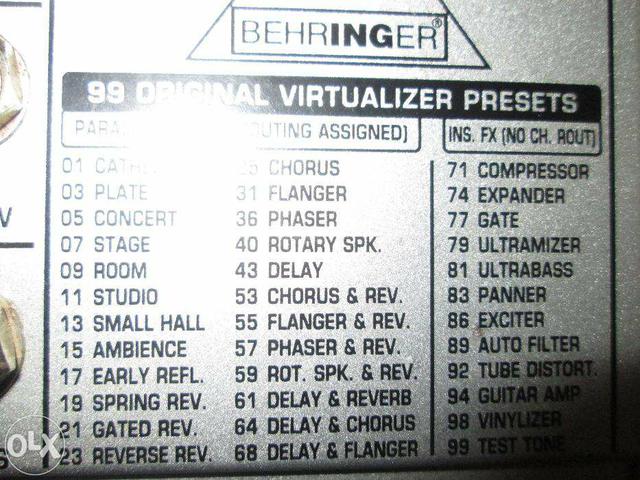 BEHRINGER®
99 ORIGINAL VIRTUALIZER PRESETS
ASSIGNED)
INS. FX (NO CH. ROUT)
01
03 PLATE
05 CONCERT
07 STAGE
09 ROOM
11 STUDIO
13 SMALL HALL
15 AMBIENCE
17 EARLY REFL.
19 SPRING REV.
21 GATED REV.
23 REVERSE REV.
CHORUS
31 FLANGER
36 PHASER
40 ROTARY SPK.
43 DELAY
53 CHORUS & REV.
55 FLANGER & REV.
57 PHASER & REV.
59 ROT. SPK. & REV.
61 DELAY & REVERB
64 DELAY & CHORUS
68 DELAY & FLANGER
71 COMPRESSOR
74 EXPANDER
77 GATE
79 ULTRAMIZER
81 ULTRABASS
83 PANNER
86 EXCITER
89 AUTO FILTER
92 TUBE DISTORT.
94 GUITAR AMP
98 VINYLIZER
99 TEST TONE
V
S
OLX